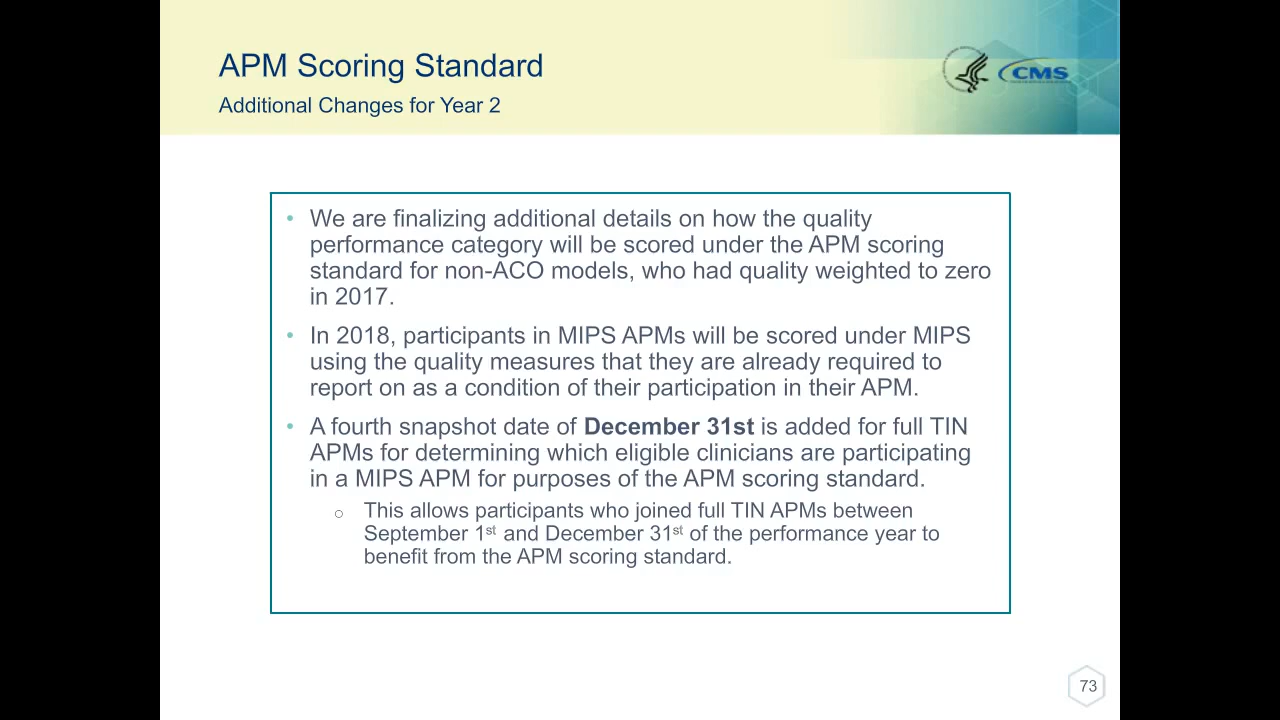 APM Scoring Standard
Additional Changes for Year 2
CMS
• We are finalizing additional details on how the quality
performance category will be scored under the APM scoring
standard for non-ACO models, who had quality weighted to zero
in 2017.
• In 2018, participants in MIPS APMs will be scored under MIPS
using the quality measures that they are already required to
report on as a condition of their participation in their APM.
• A fourth snapshot date of December 31st is added for full TIN
APMs for determining which eligible clinicians are participating
in a MIPS APM for purposes of the APM scoring standard.
o This allows participants who joined full TIN APMs between
September 1st and December 31st of the performance year to
benefit from the APM scoring standard.
73